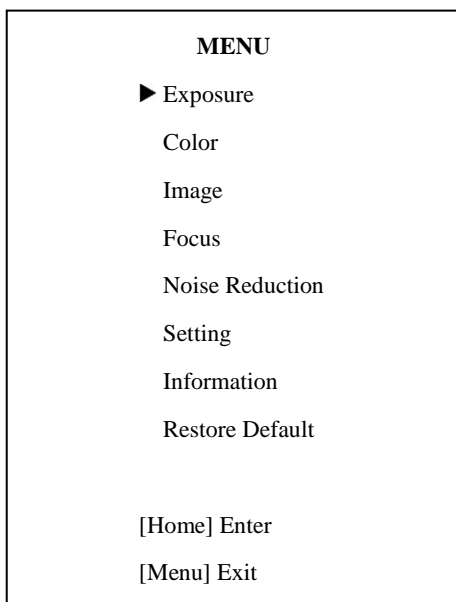 MENU
▶ Exposure
Color
Image
Focus
Noise Reduction
Setting
Information
Restore Default
[Home] Enter
[Menu] Exit